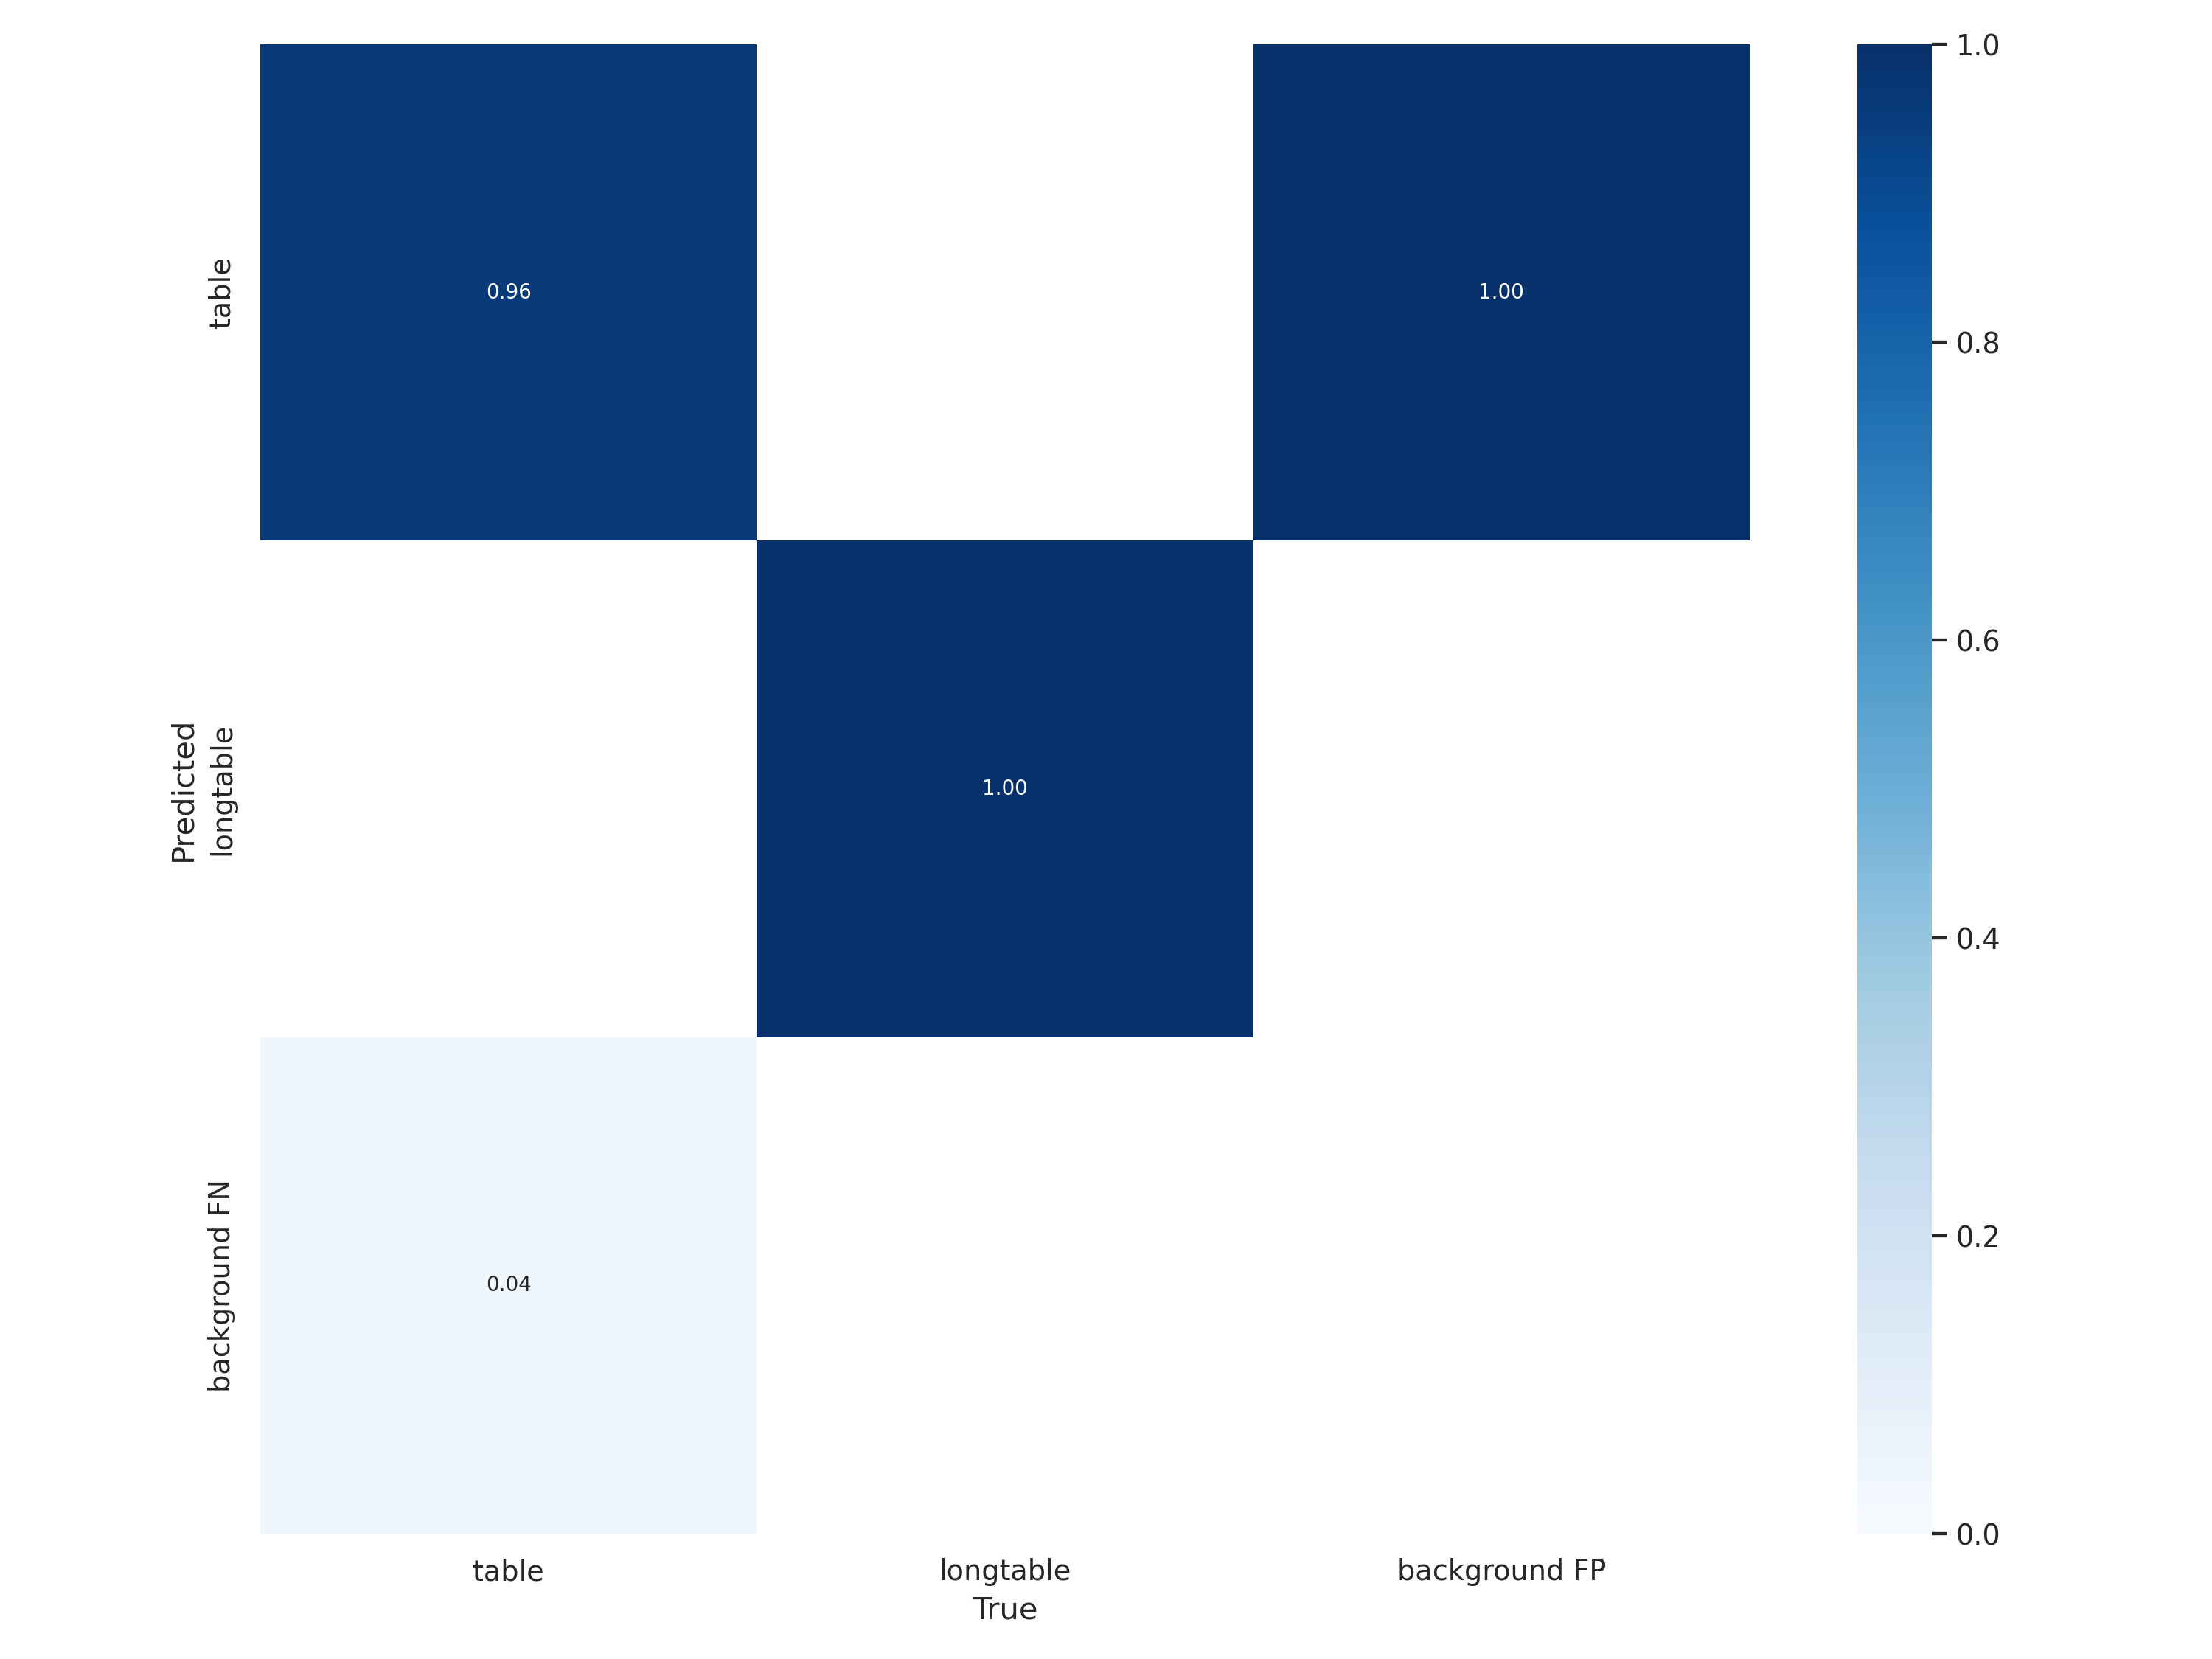 1.0
0.8
0.6
0.4
0.2
0.0
Predicted
table
longtable
background FN
0.96
1.00
1.00
0.04
table
longtable
background FP
True